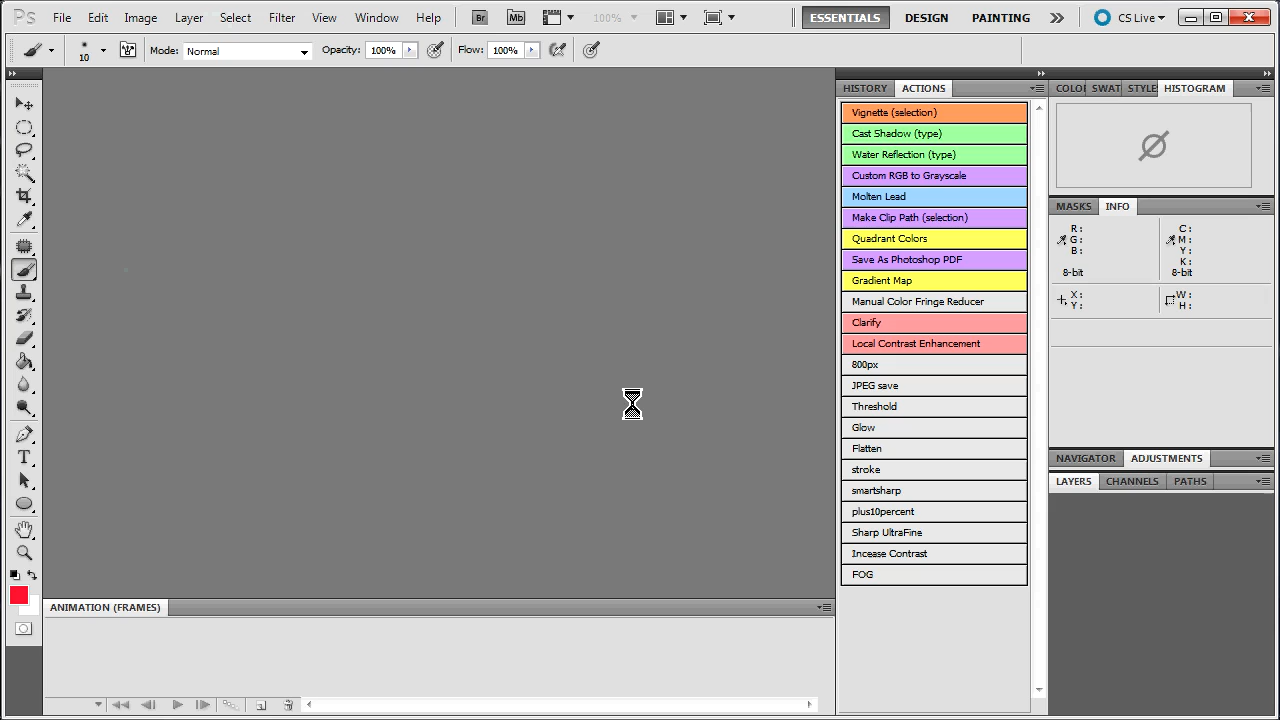 Ps File Edit Image Layer Select Filter View Window Help Br Mb 100% ESSENTIALS DESIGN PAINTING CS Live
10 Mode: Normal Opacity: 100% Flow: 100%
HISTORY ACTIONS
Vignette (selection)
Cast Shadow (type)
Water Reflection (type)
Custom RGB to Grayscale
Molten Lead
Make Clip Path (selection)
Quadrant Colors
Save As Photoshop PDF
Gradient Map
Manual Color Fringe Reducer
Clarify
Local Contrast Enhancement
800px
JPEG save
Threshold
Glow
Flatten
stroke
smartsharp
plus10percent
Sharp UltraFine
Incease Contrast
FOG
COLO SWAT STYLE HISTOGRAM
MASKS INFO
R: C:
G: M:
B: Y:
K:
8-bit 8-bit
X: W:
Y: H:
NAVIGATOR ADJUSTMENTS
LAYERS CHANNELS PATHS
T
ANIMATION (FRAMES)